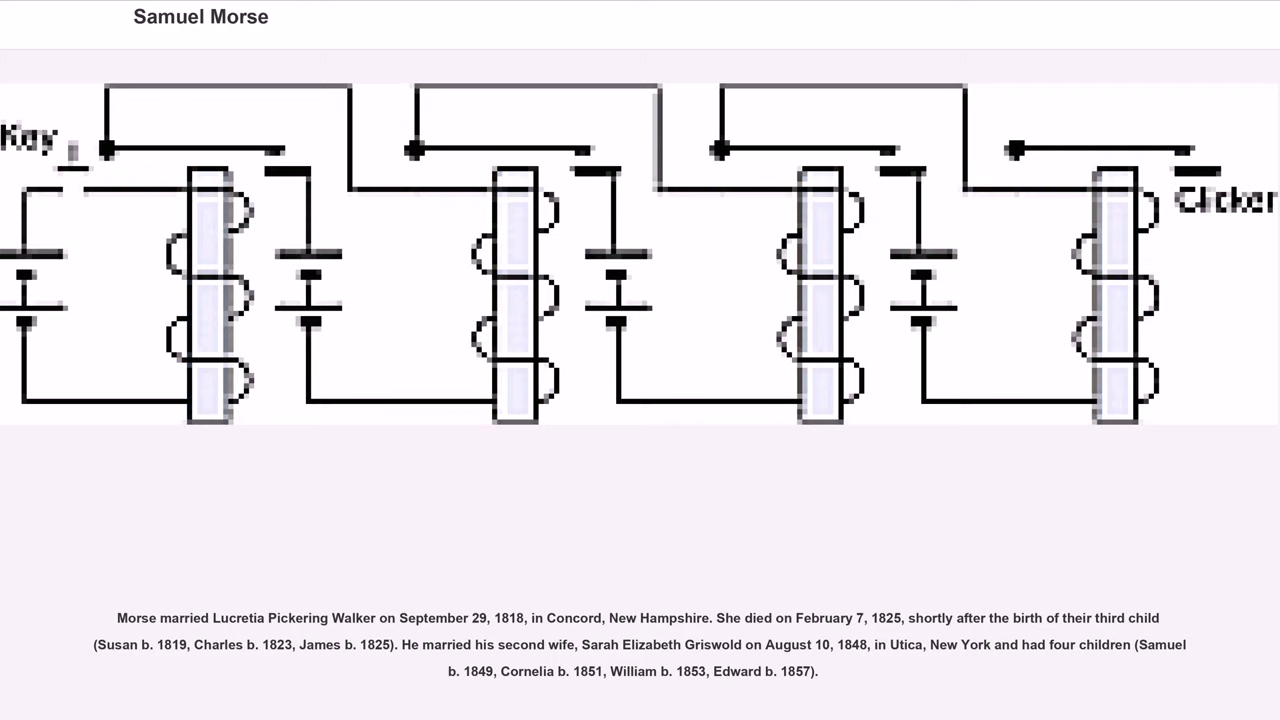 Samuel Morse
Key
Clicker
Morse married Lucretia Pickering Walker on September 29, 1818, in Concord, New Hampshire. She died on February 7, 1825, shortly after the birth of their third child
(Susan b. 1819, Charles b. 1823, James b. 1825). He married his second wife, Sarah Elizabeth Griswold on August 10, 1848, in Utica, New York and had four children (Samuel
b. 1849, Cornelia b. 1851, William b. 1853, Edward b. 1857).